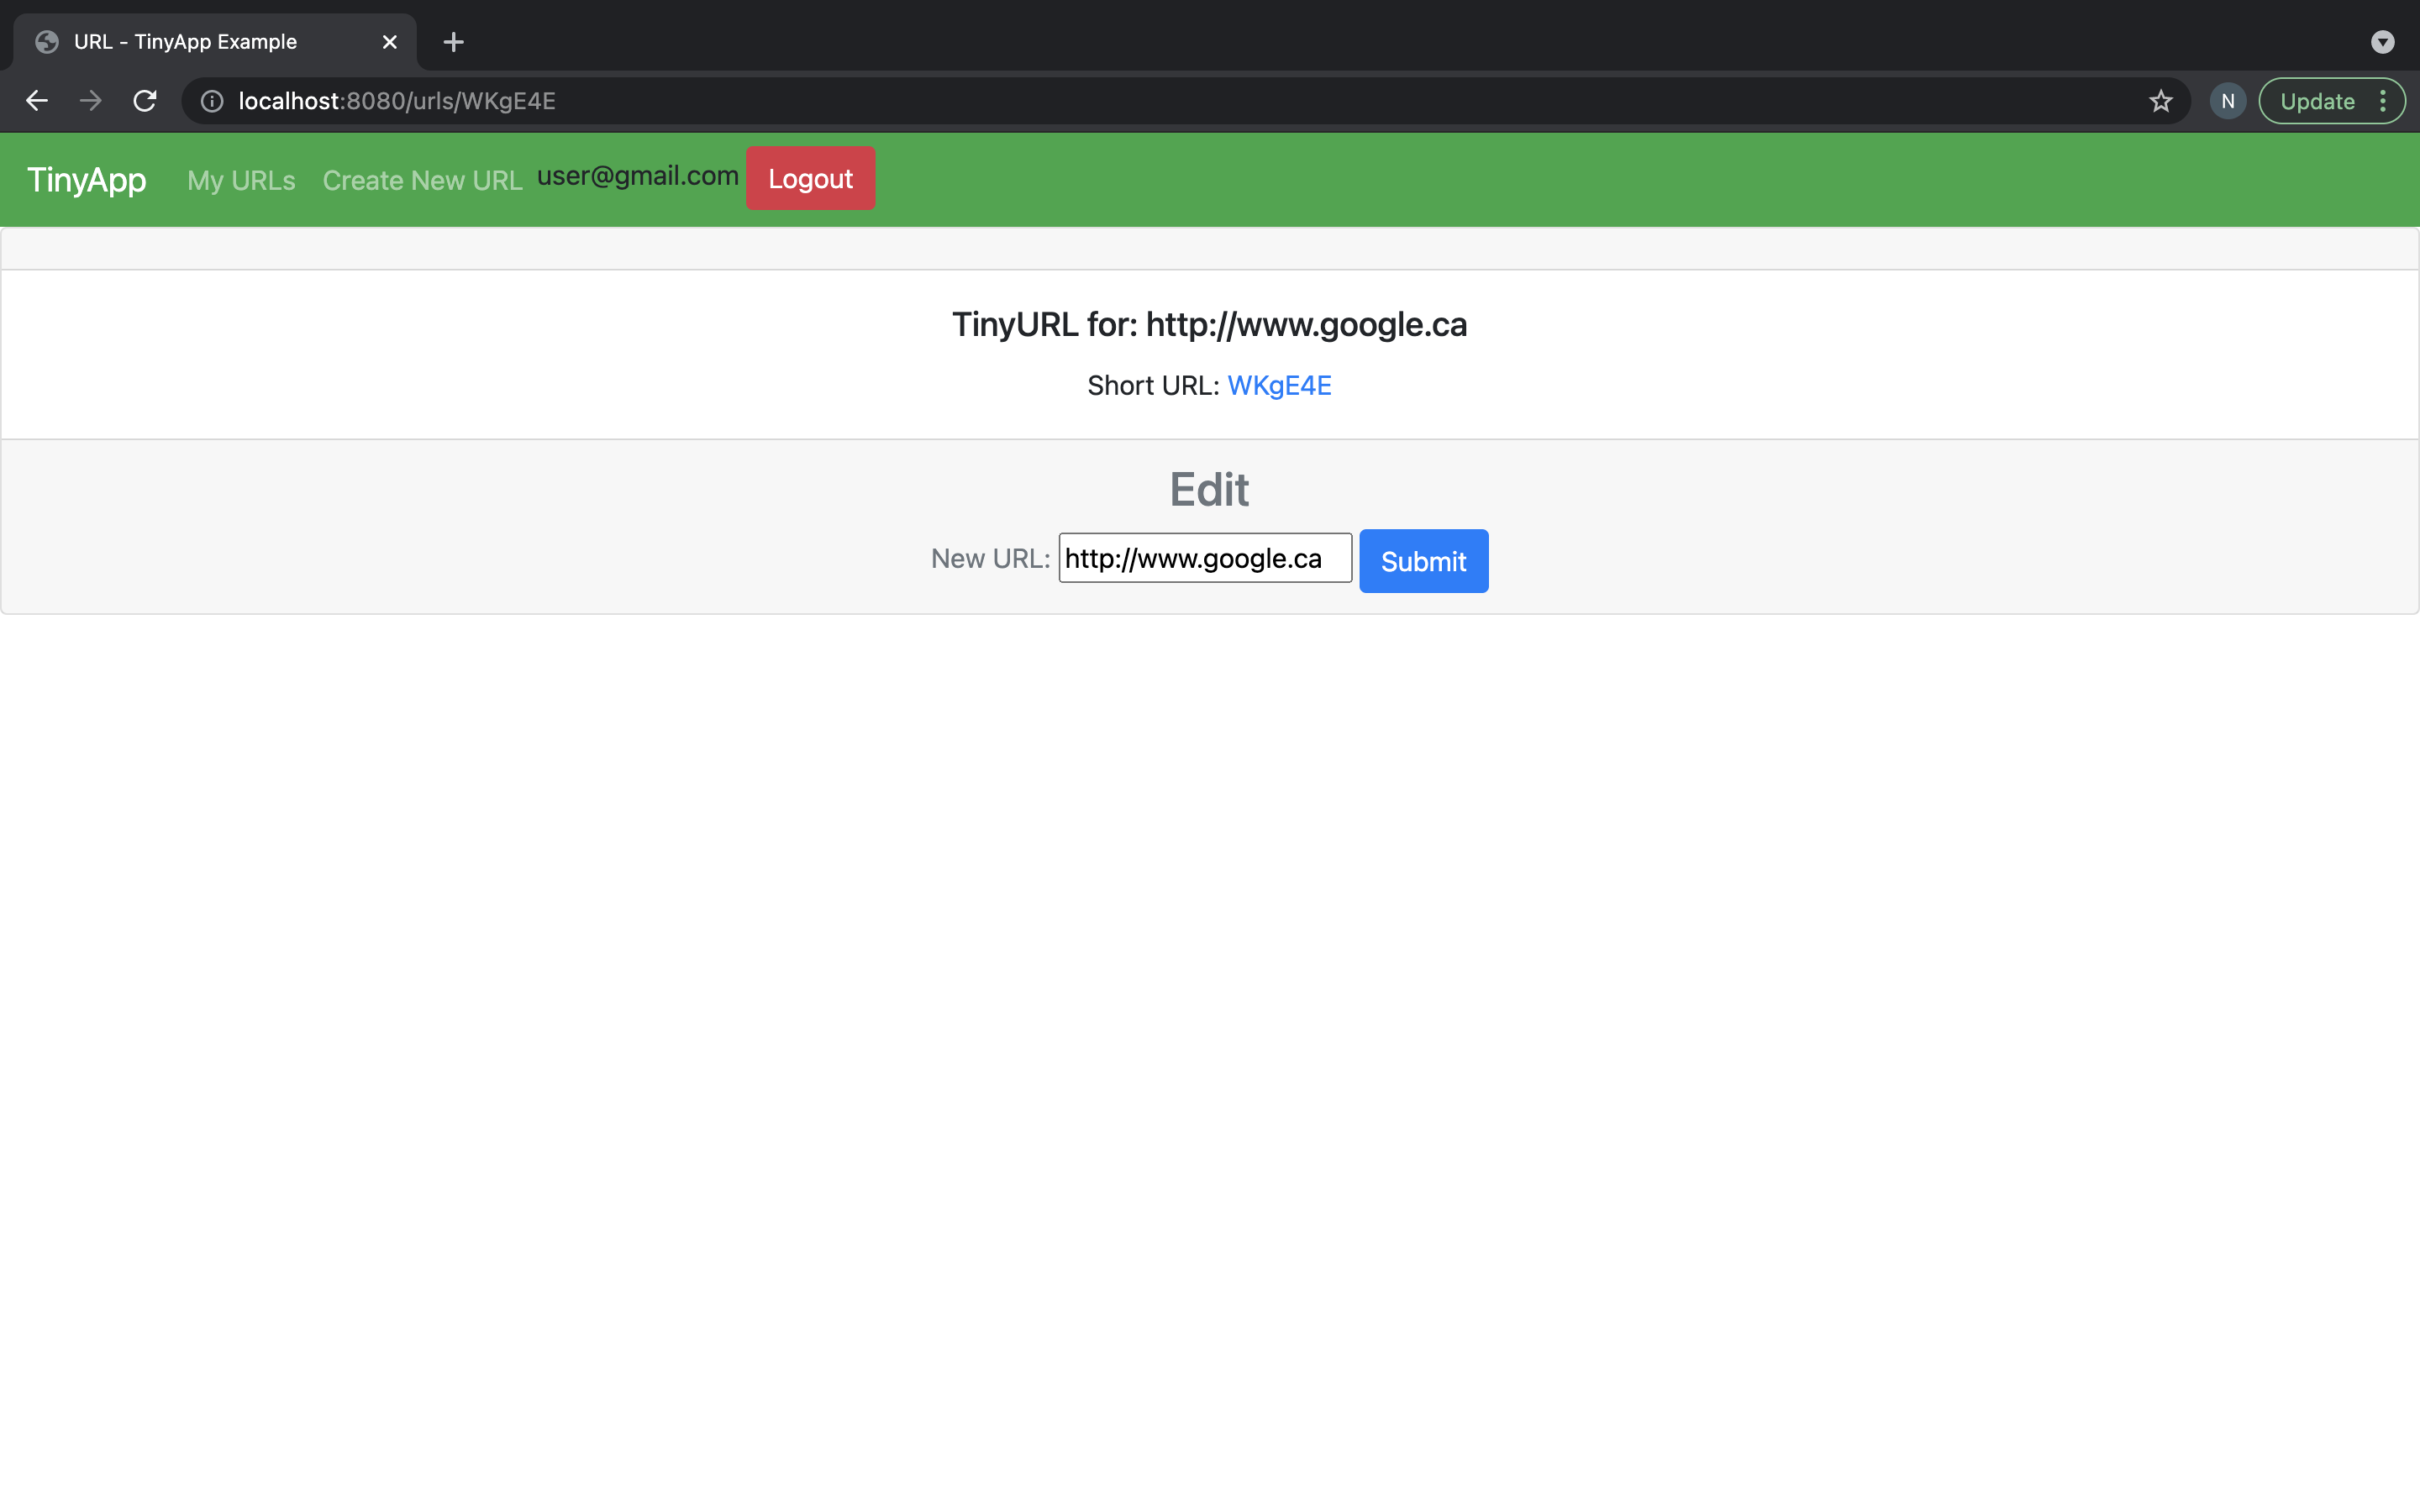 URL - TinyApp Example
localhost:8080/urls/WKgE4E
N
Update
TinyApp My URLs Create New URL user@gmail.com Logout
TinyURL for: http://www.google.ca
Short URL: WKgE4E
Edit
New URL: http://www.google.ca Submit